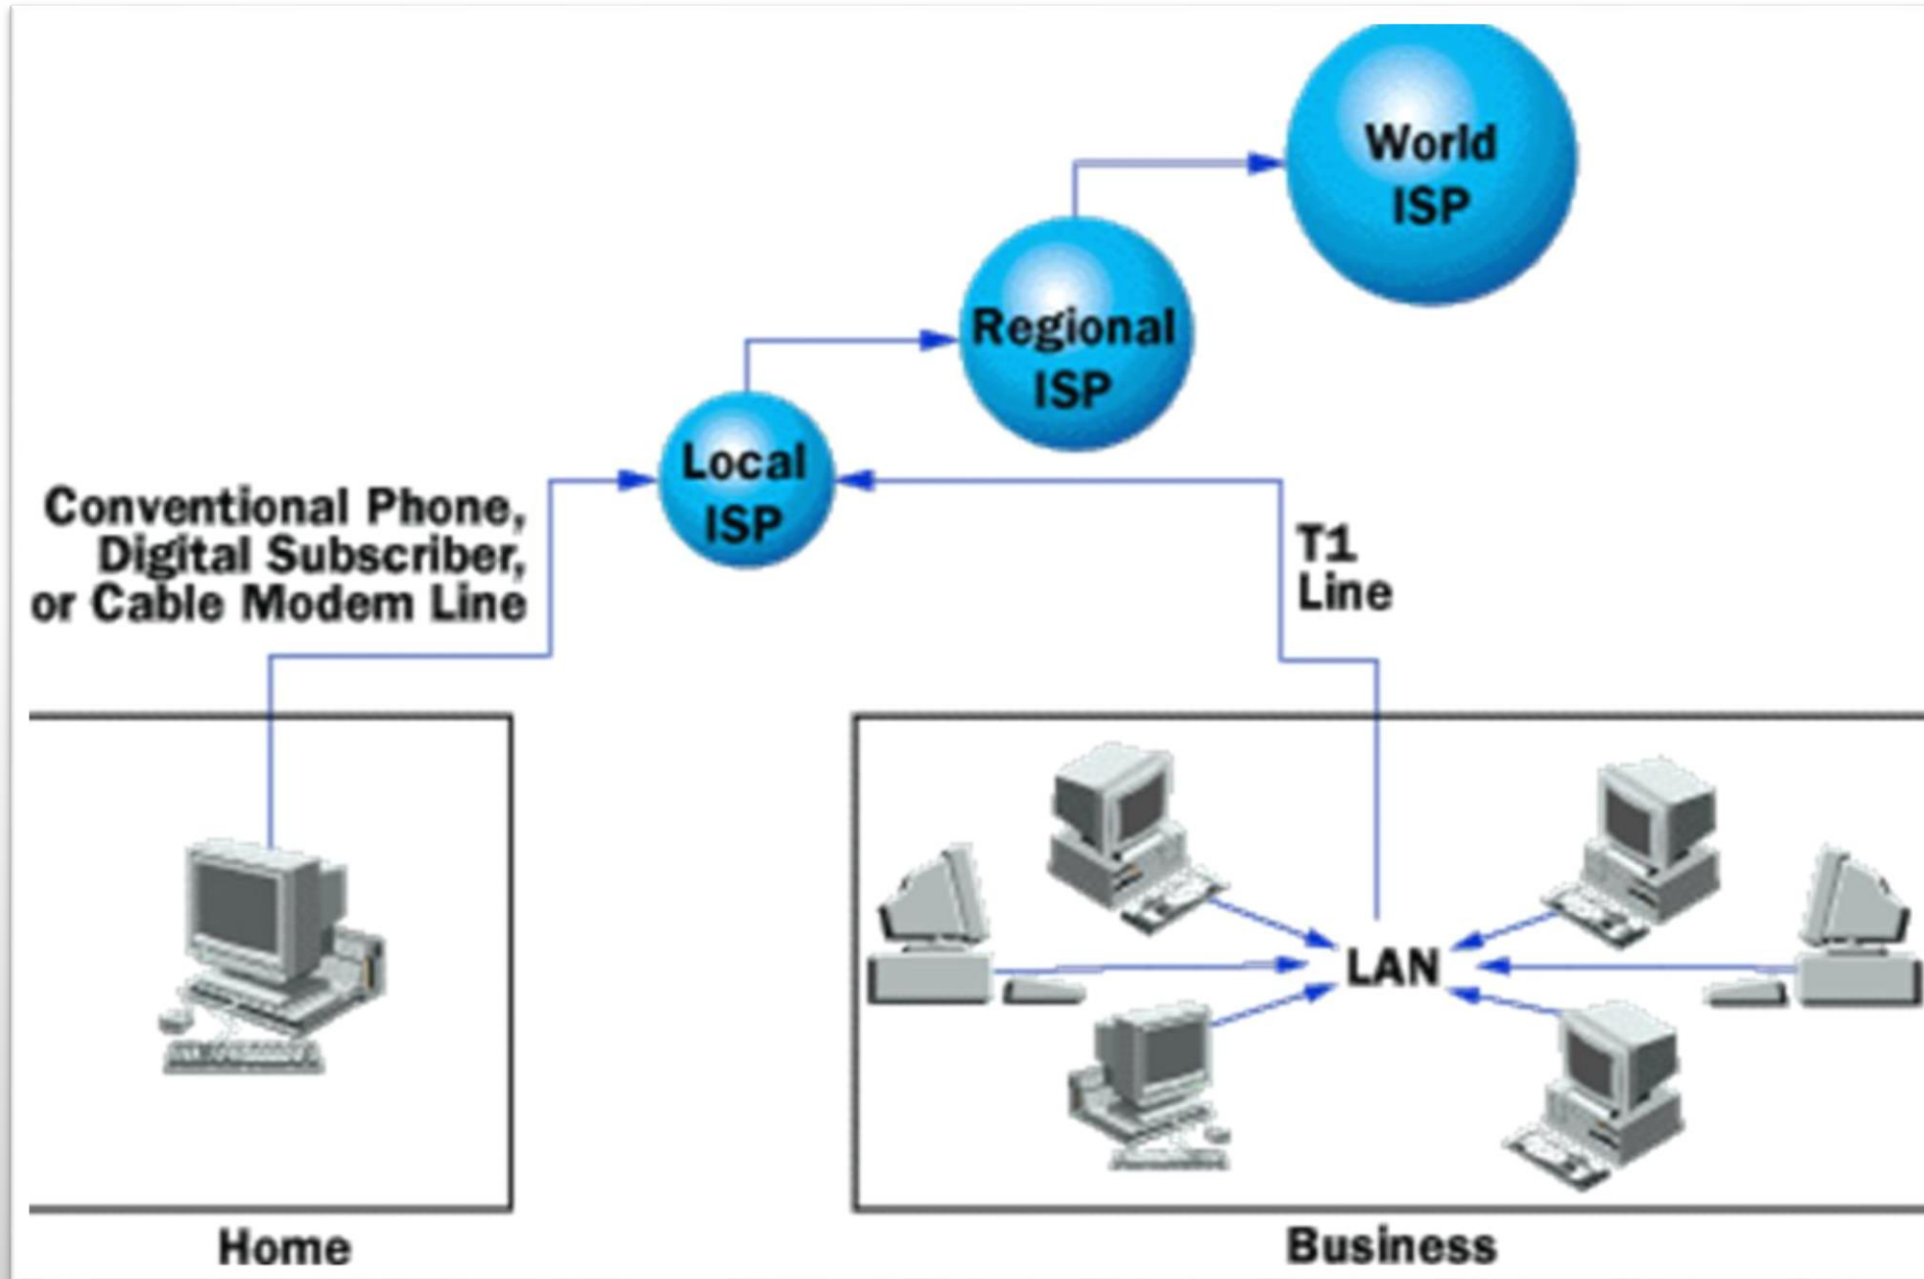 World
ISP
Regional
ISP
Local
ISP
Conventional Phone,
Digital Subscriber,
or Cable Modem Line
T1
Line
LAN
Home
Business